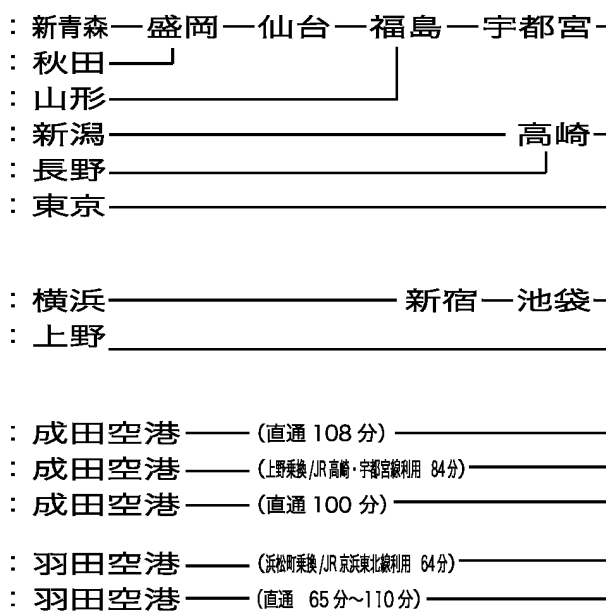 ：新青森―盛岡―仙台―福島―宇都宮―
：秋田
：山形
：新潟――高崎―
：長野
：東京
：横浜――新宿―池袋―
：上野
：成田空港――（直通 108 分）――
：成田空港――（上野乗換/JR高崎・宇都宮線利用 84分）――
：成田空港――（直通 100 分）――
：羽田空港――（浜松町乗換/JR京浜東北線利用 64分）――
：羽田空港――（直通 65 分～110 分）――